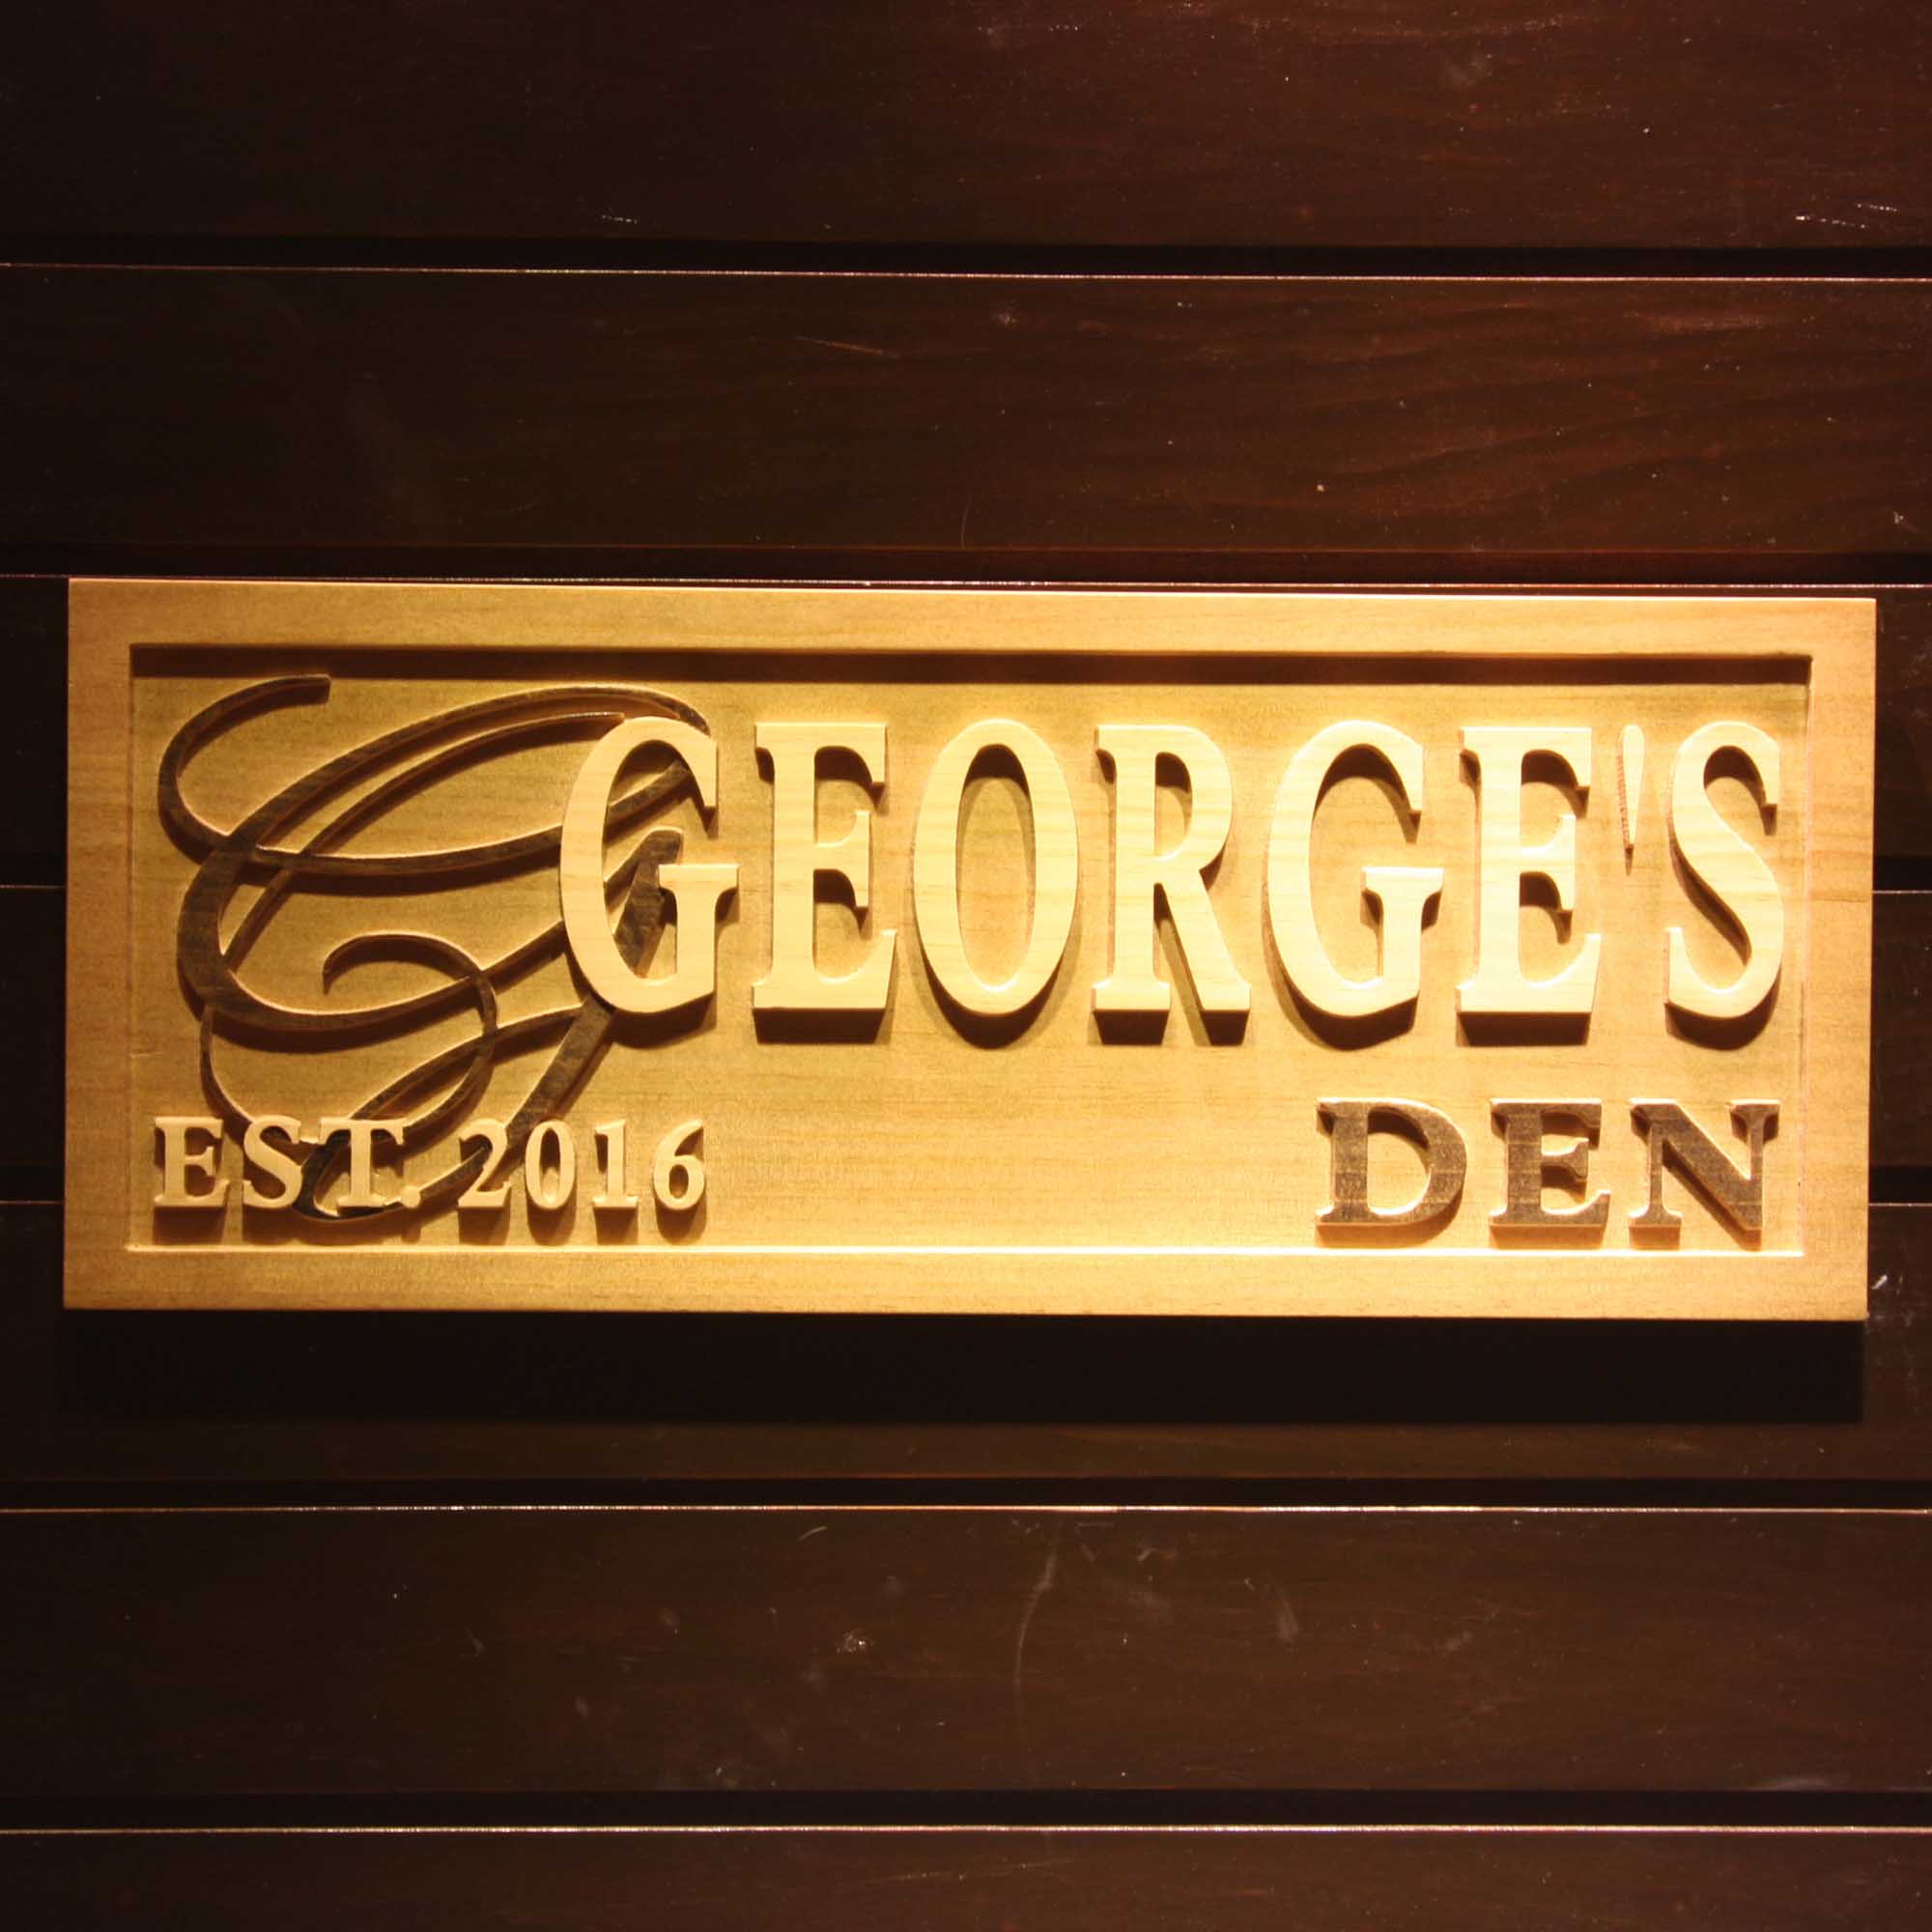 G
GEORGE'S
EST. 2016
DEN